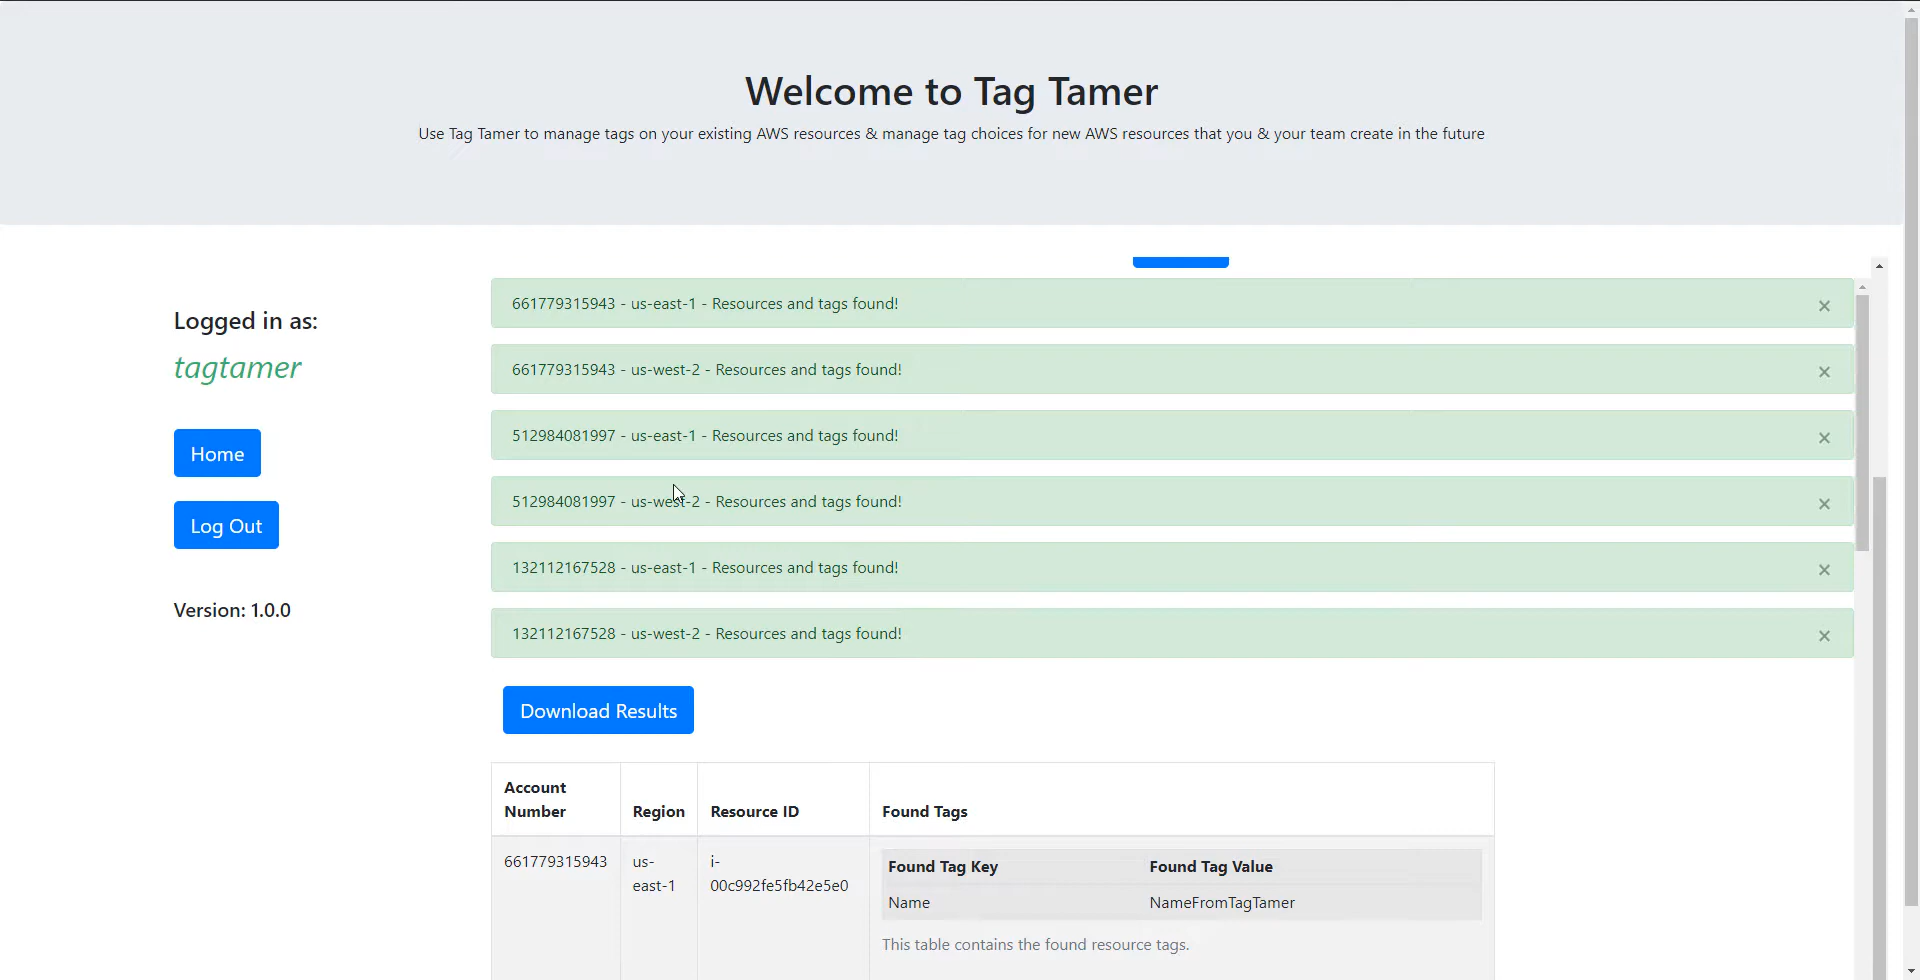 Welcome to Tag Tamer
Use Tag Tamer to manage tags on your existing AWS resources & manage tag choices for new AWS resources that you & your team create in the future
Logged in as:
tagtamer
Home
Log Out
Version: 1.0.0
661779315943 - us-east-1 - Resources and tags found!
×
661779315943 - us-west-2 - Resources and tags found!
×
512984081997 - us-east-1 - Resources and tags found!
×
512984081997 - us-west-2 - Resources and tags found!
×
132112167528 - us-east-1 - Resources and tags found!
×
132112167528 - us-west-2 - Resources and tags found!
×
Download Results
Account
Number
Region
Resource ID
Found Tags
661779315943
us-
east-1
i-
00c992fe5fb42e5e0
Found Tag Key
Found Tag Value
Name
NameFromTagTamer
This table contains the found resource tags.